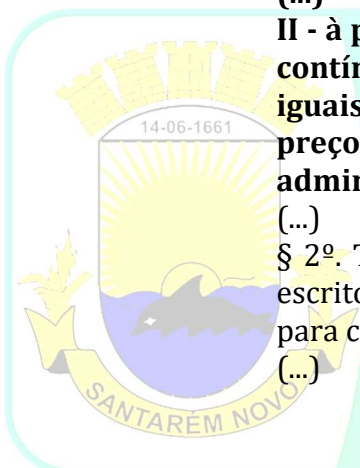 (...)
II - à p
contín
iguais
preço
admin
(...)
§ 2º. T
escrito
para c
(...)
14-06-1661
SANTARÉM NOVO